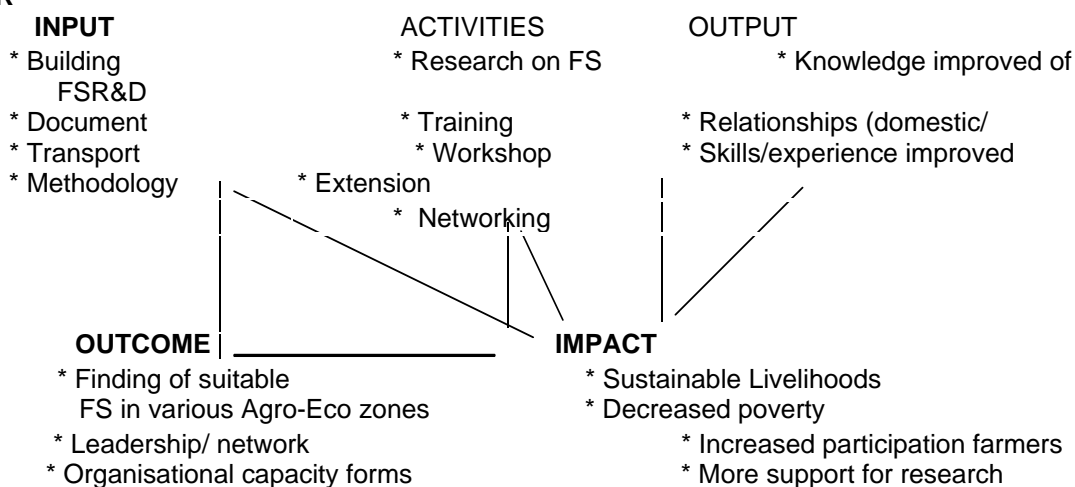 INPUT ACTIVITIES OUTPUT
* Building * Research on FS * Knowledge improved of
FSR&D
* Document * Training * Relationships (domestic/
* Transport * Workshop * Skills/experience improved
* Methodology * Extension
* Networking
OUTCOME IMPACT
* Finding of suitable * Sustainable Livelihoods
FS in various Agro-Eco zones * Decreased poverty
* Leadership/ network * Increased participation farmers
* Organisational capacity forms * More support for research